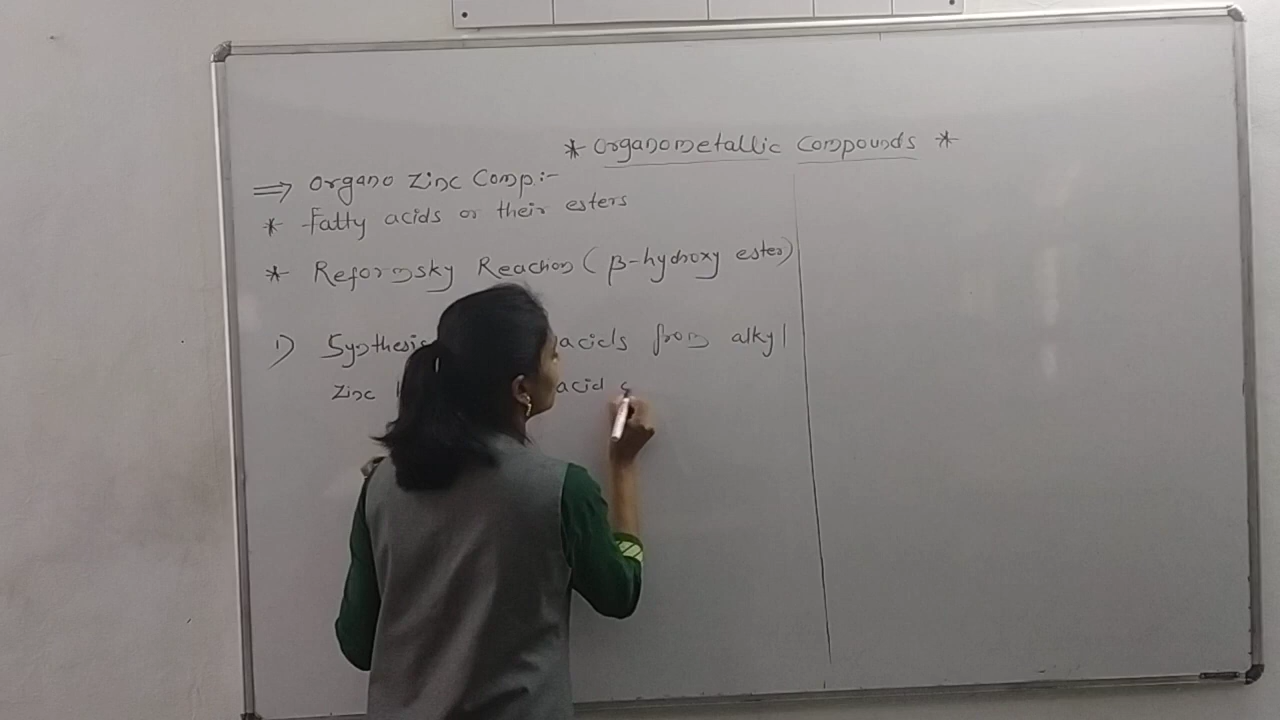 * Organometallic Compounds *
=> Organo Zinc Comp:-
* Fatty acids or their esters
* Reformsky Reaction (β-hydroxy ester)
1) Synthesis acids from alkyl
Zinc acid